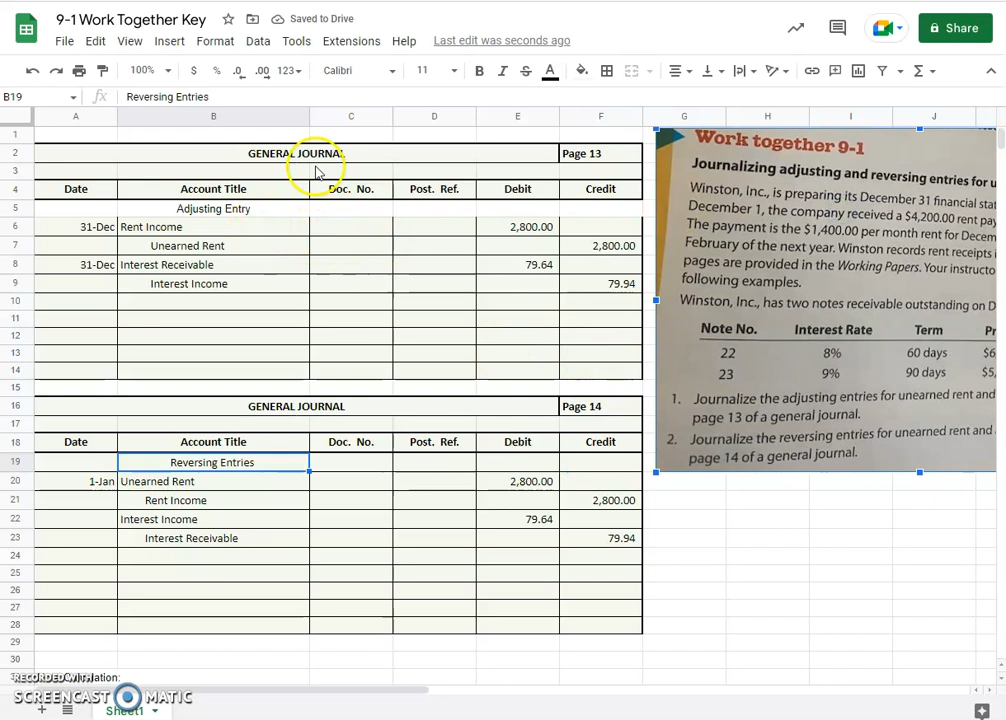 9-1 Work Together Key
Saved to Drive
File Edit View Insert Format Data Tools Extensions Help Last edit was seconds ago
Share
100% $ % .0 .00 123 Calibri 11 B I S A
B19 fx Reversing Entries
A B C D E F G H I J
1
2 GENERAL JOURNAL Page 13
3
4 Date Account Title Doc. No. Post. Ref. Debit Credit
5 Adjusting Entry
6 31-Dec Rent Income 2,800.00
7 Unearned Rent 2,800.00
8 31-Dec Interest Receivable 79.64
9 Interest Income 79.94
10
11
12
13
14
15
16 GENERAL JOURNAL Page 14
17
18 Date Account Title Doc. No. Post. Ref. Debit Credit
19 Reversing Entries
20 1-Jan Unearned Rent 2,800.00
21 Rent Income 2,800.00
22 Interest Income 79.64
23 Interest Receivable 79.94
24
25
26
27
28
29
30
Work together 9-1
Journalizing adjusting and reversing entries for
Winston, Inc., is preparing its December 31 financial
December 1, the company received a $4,200.00 rent
The payment is the $1,400.00 per month rent for
February of the next year. Winston records rent receipts
pages are provided in the Working Papers. Your
following examples.
Winston, Inc., has two notes receivable outstanding on
Note No. Interest Rate Term
22 8% 60 days
23 9% 90 days
1. Journalize the adjusting entries for unearned rent and
page 13 of a general journal.
2. Journalize the reversing entries for unearned rent and
page 14 of a general journal.
RECORDED WITH
SCREENCAST MATIC
Sheet1